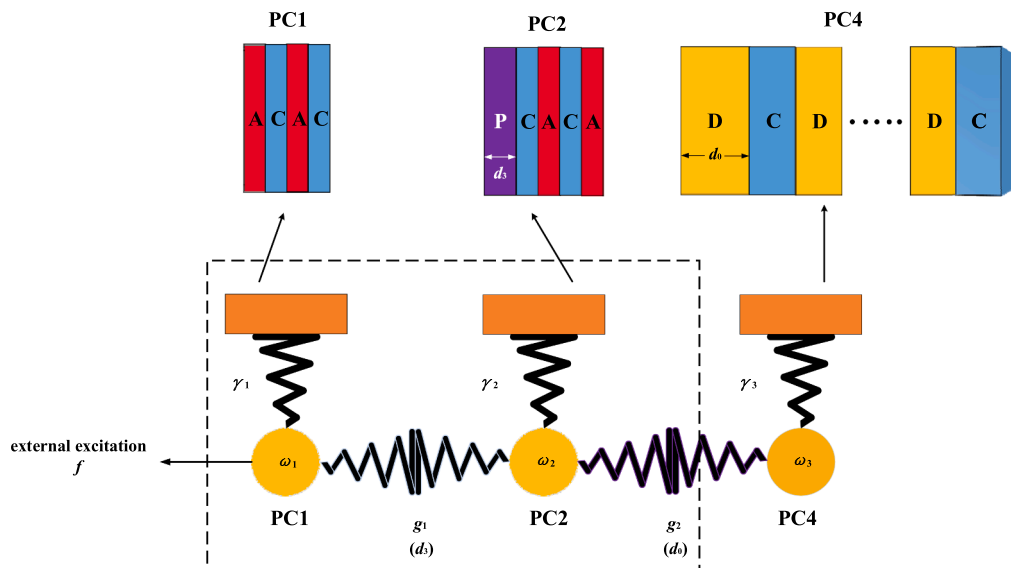 PC1 PC2 PC4
A C A C
P C A C A
D C D ..... D C
d₃
d₀
γ₁ γ₂ γ₃
external excitation
f
ω₁ ω₂ ω₃
PC1 PC2 PC4
g₁ g₂
(d₃) (d₀)